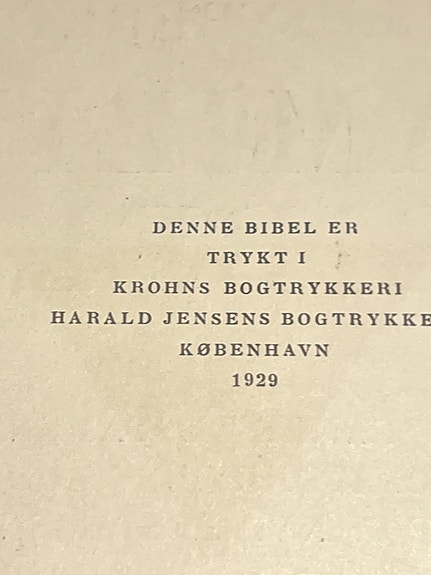 DENNE BIBEL ER
TRYKT I
KROHNS BOGTRYKKERI
HARALD JENSENS BOGTRYKKE
KØBENHAVN
1929